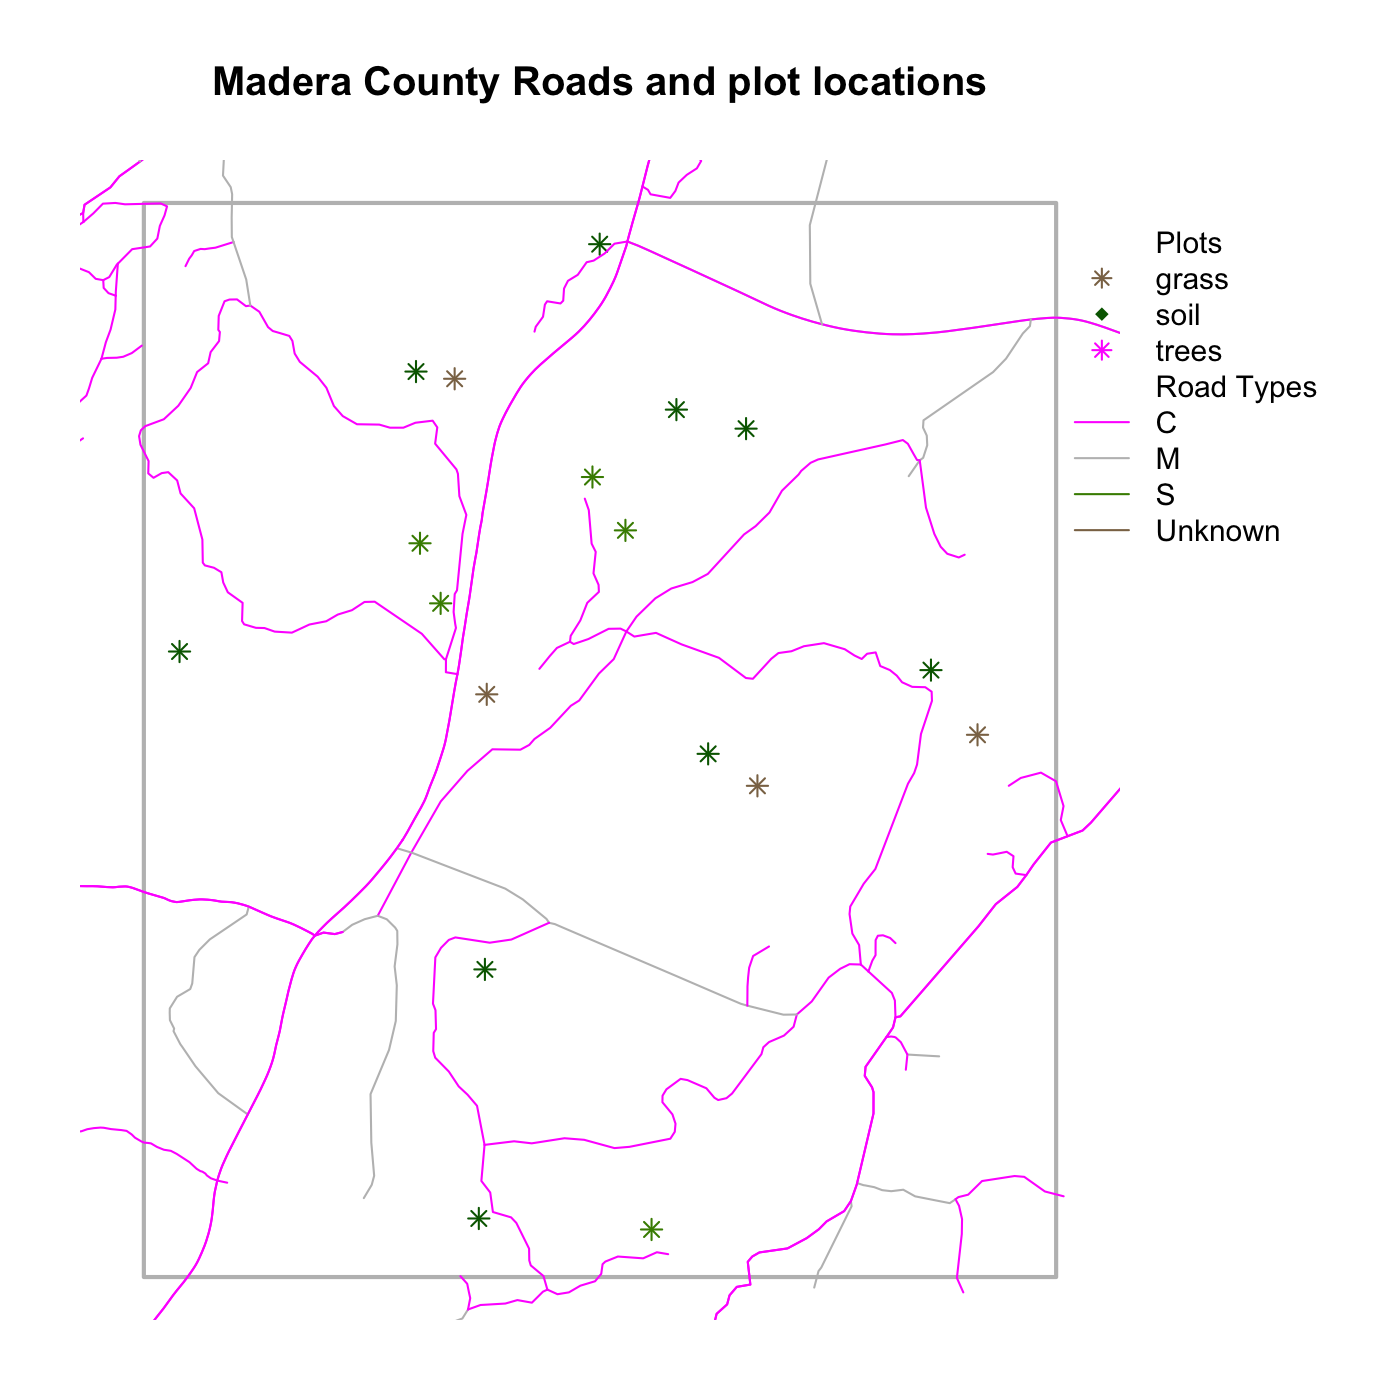 Madera County Roads and plot locations
Plots
grass
soil
trees
Road Types
C
M
S
Unknown